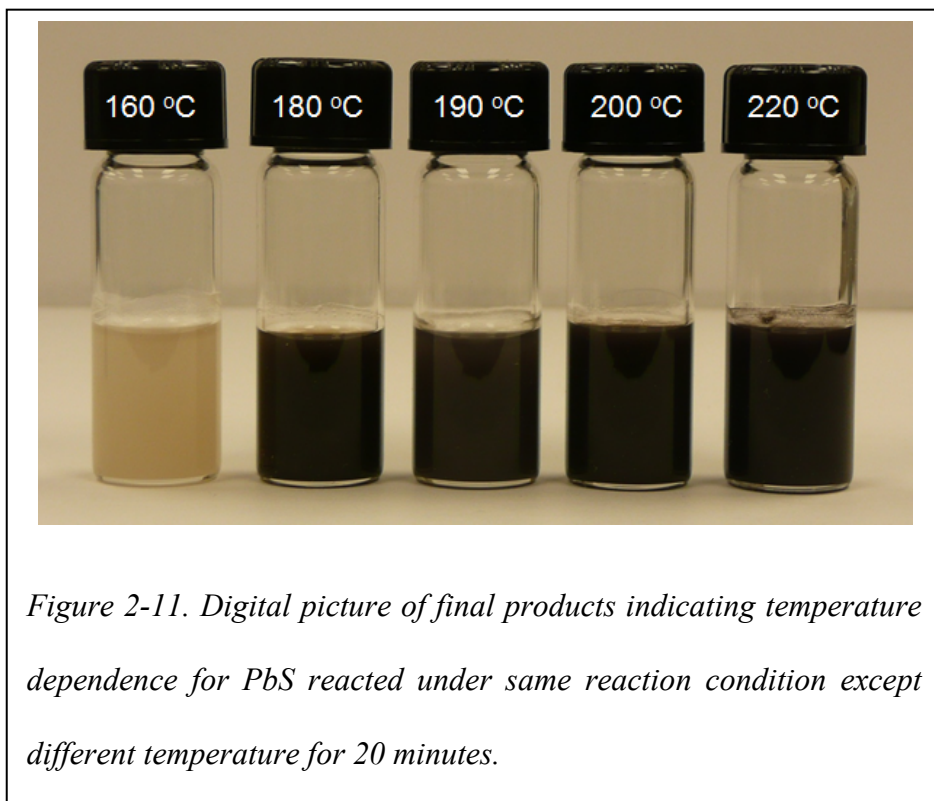 160 ºC 180 ºC 190 ºC 200 ºC 220 ºC
Figure 2-11. Digital picture of final products indicating temperature
dependence for PbS reacted under same reaction condition except
different temperature for 20 minutes.